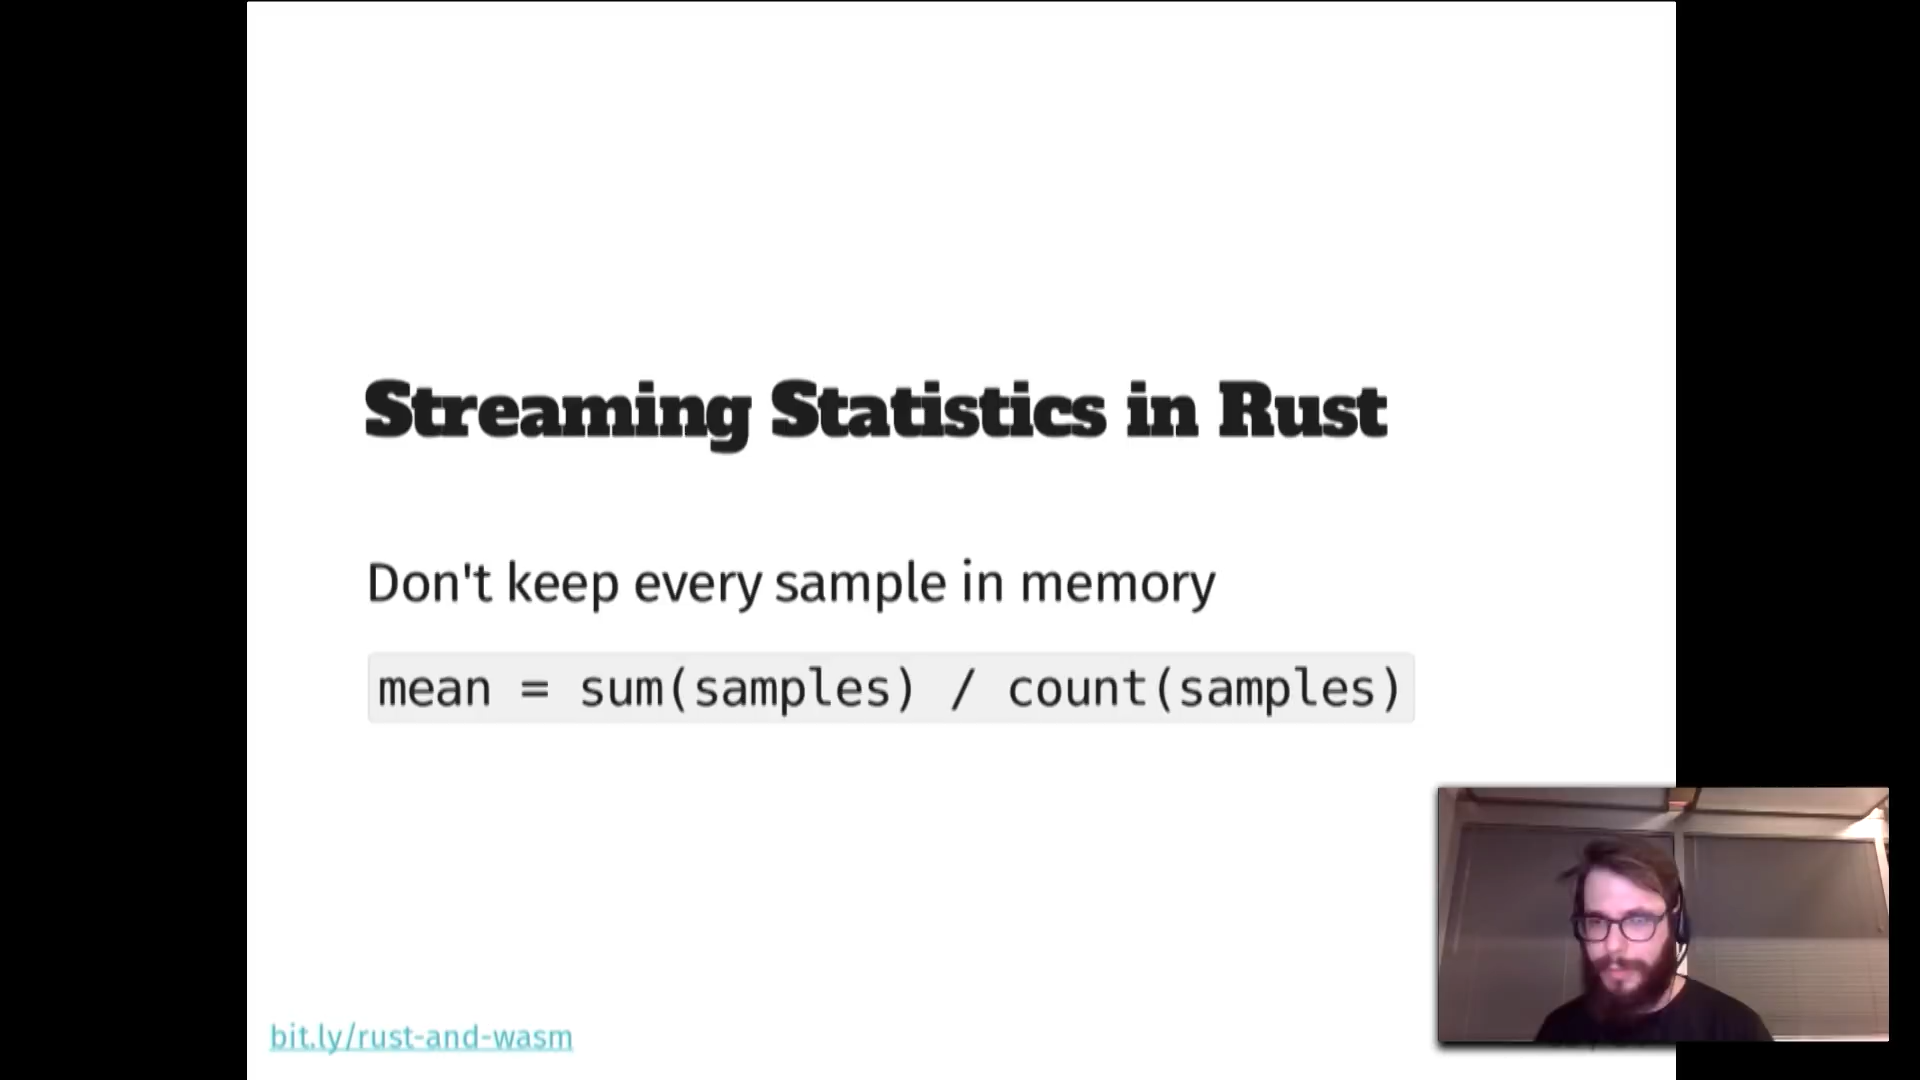 Streaming Statistics in Rust
Don't keep every sample in memory
mean = sum(samples) / count(samples)
bit.ly/rust-and-wasm